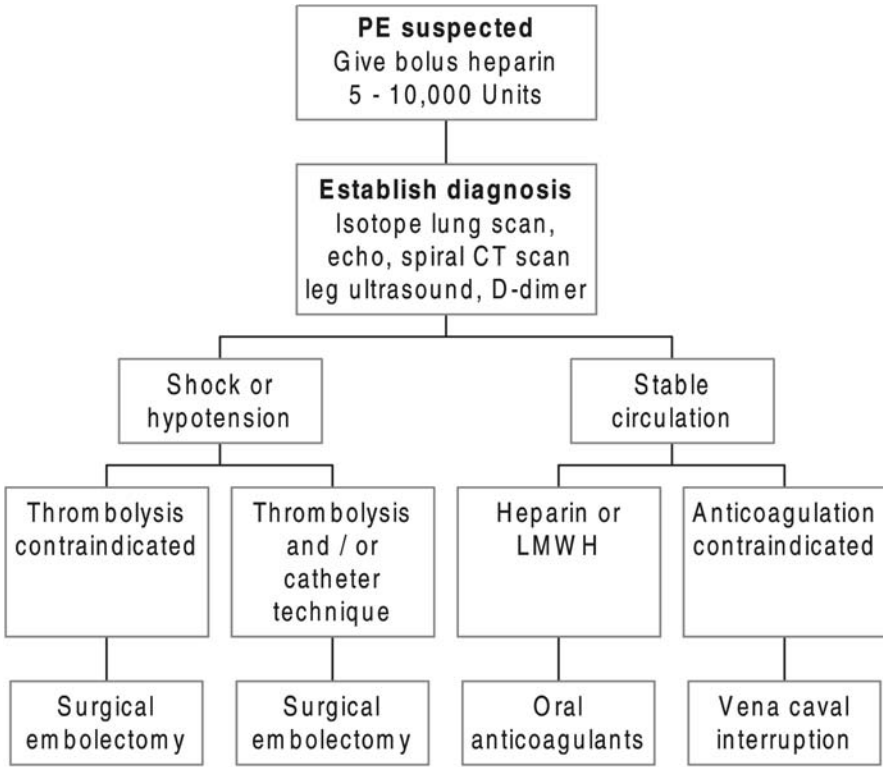 PE suspected
Give bolus heparin
5 - 10,000 Units
Establish diagnosis
Isotope lung scan,
echo, spiral CT scan
leg ultrasound, D-dimer
Shock or
hypotension
Stable
circulation
Thrombolysis
contraindicated
Thrombolysis
and / or
catheter
technique
Heparin or
LMWH
Anticoagulation
contraindicated
Surgical
embolectomy
Surgical
embolectomy
Oral
anticoagulants
Vena caval
interruption